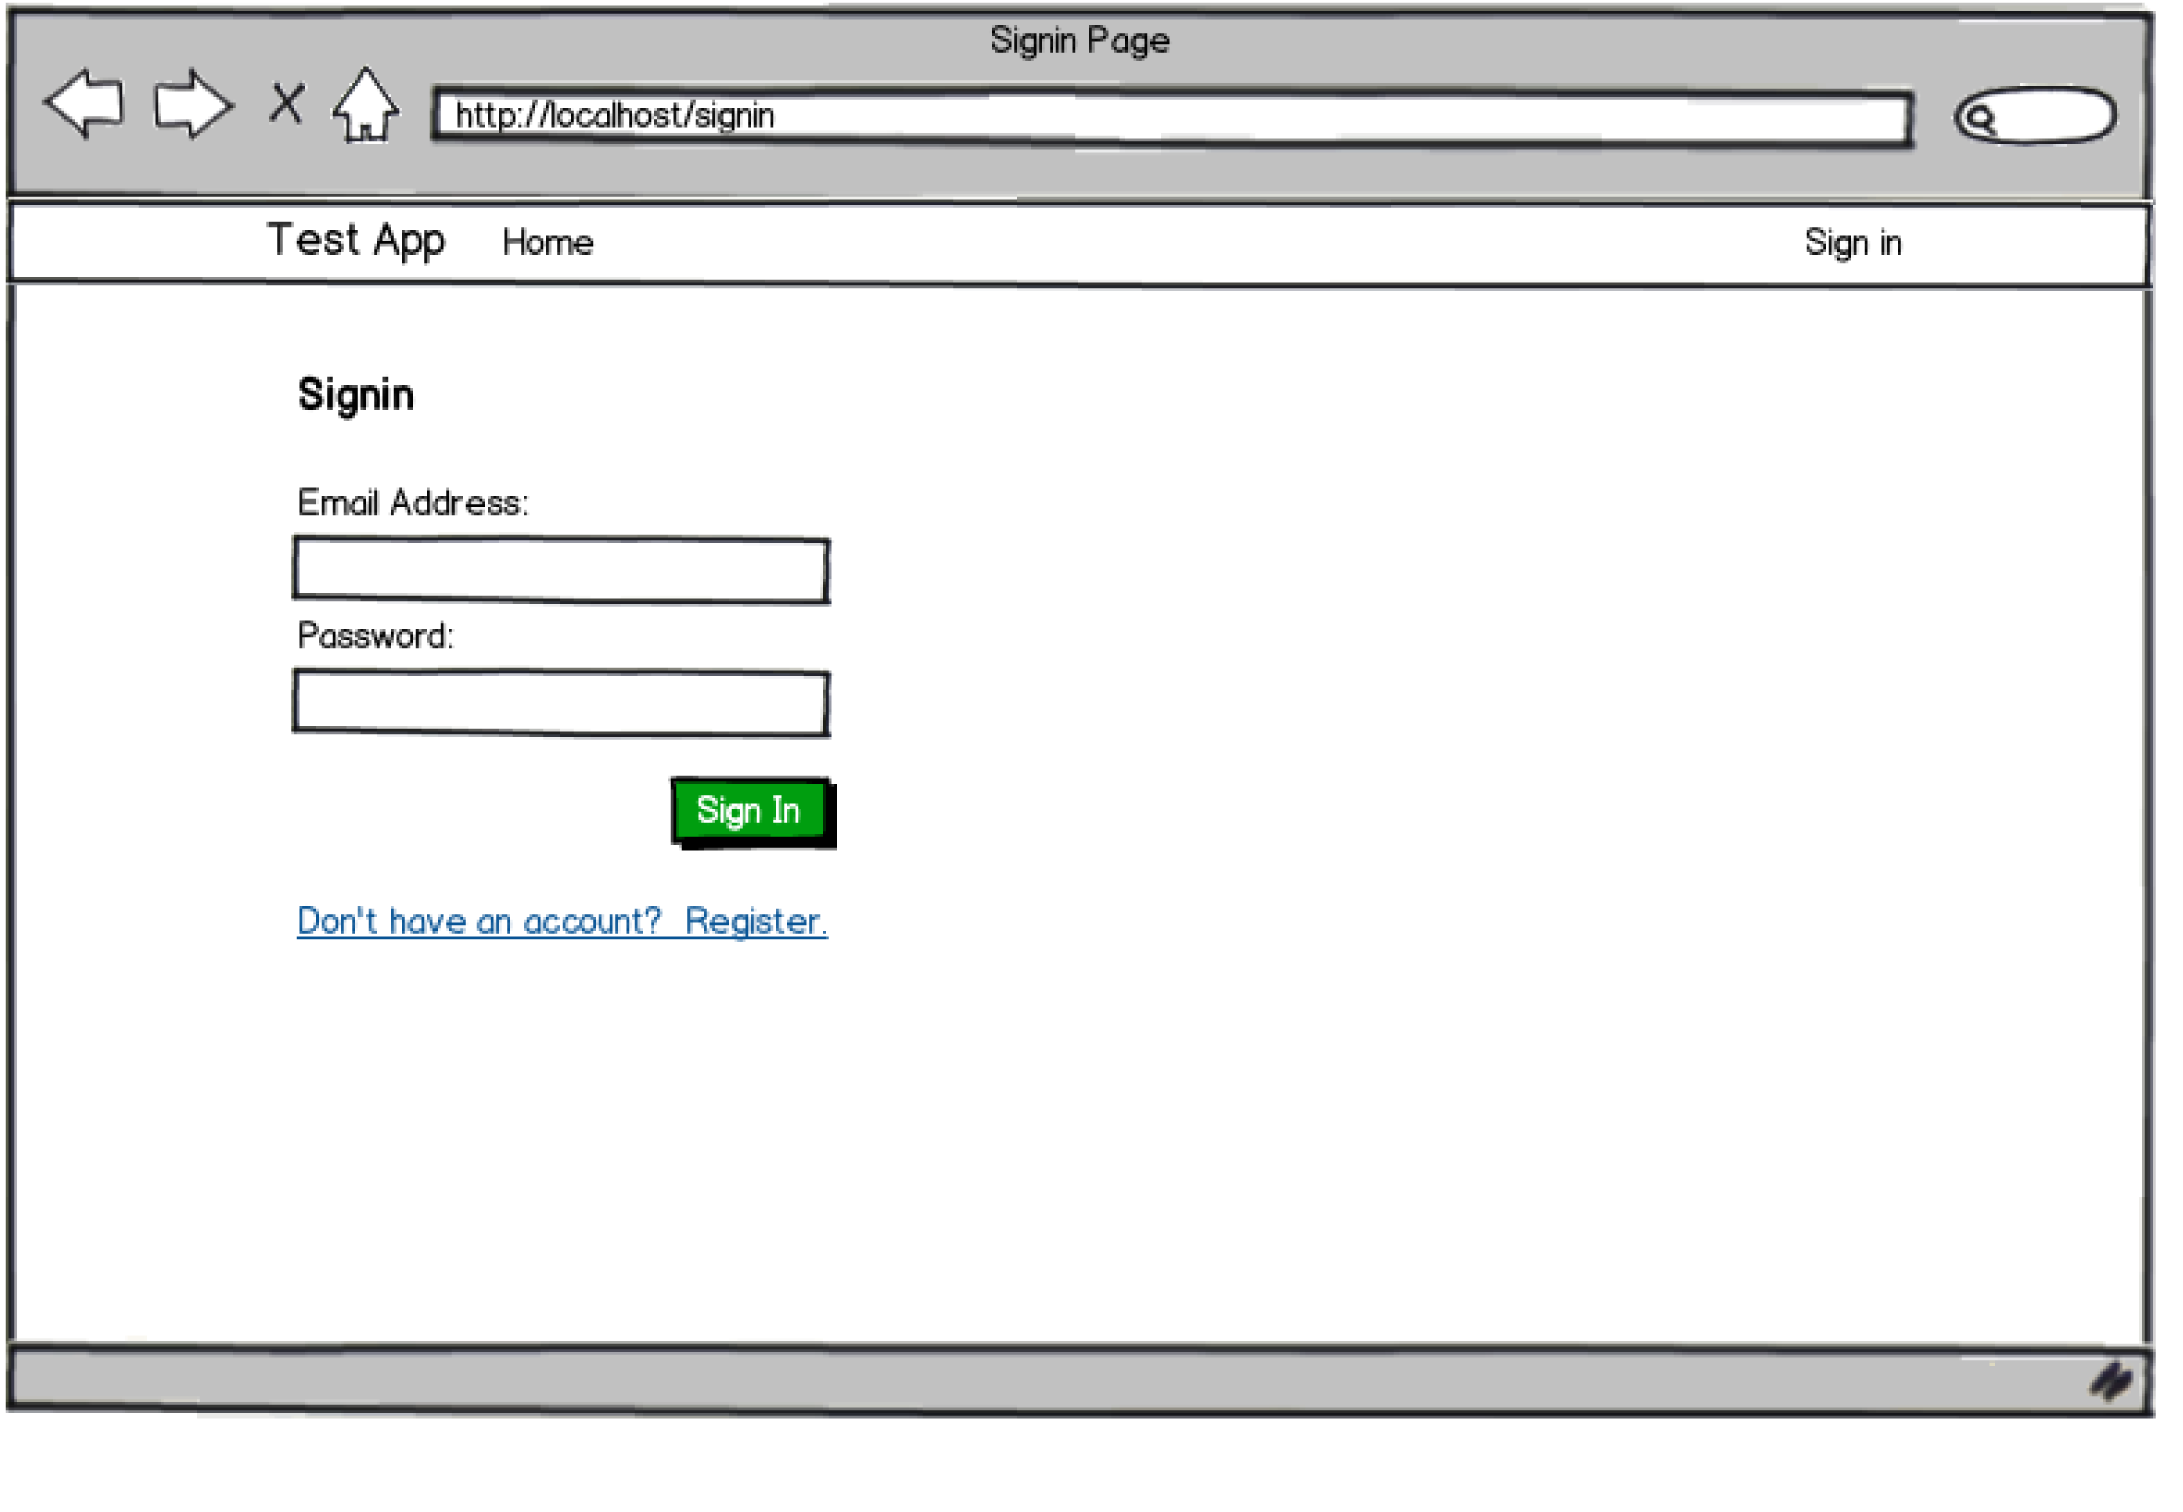 Signin Page
http://localhost/signin
Test App Home Sign in
Signin
Email Address:
Password:
Sign In
Don't have an account? Register.